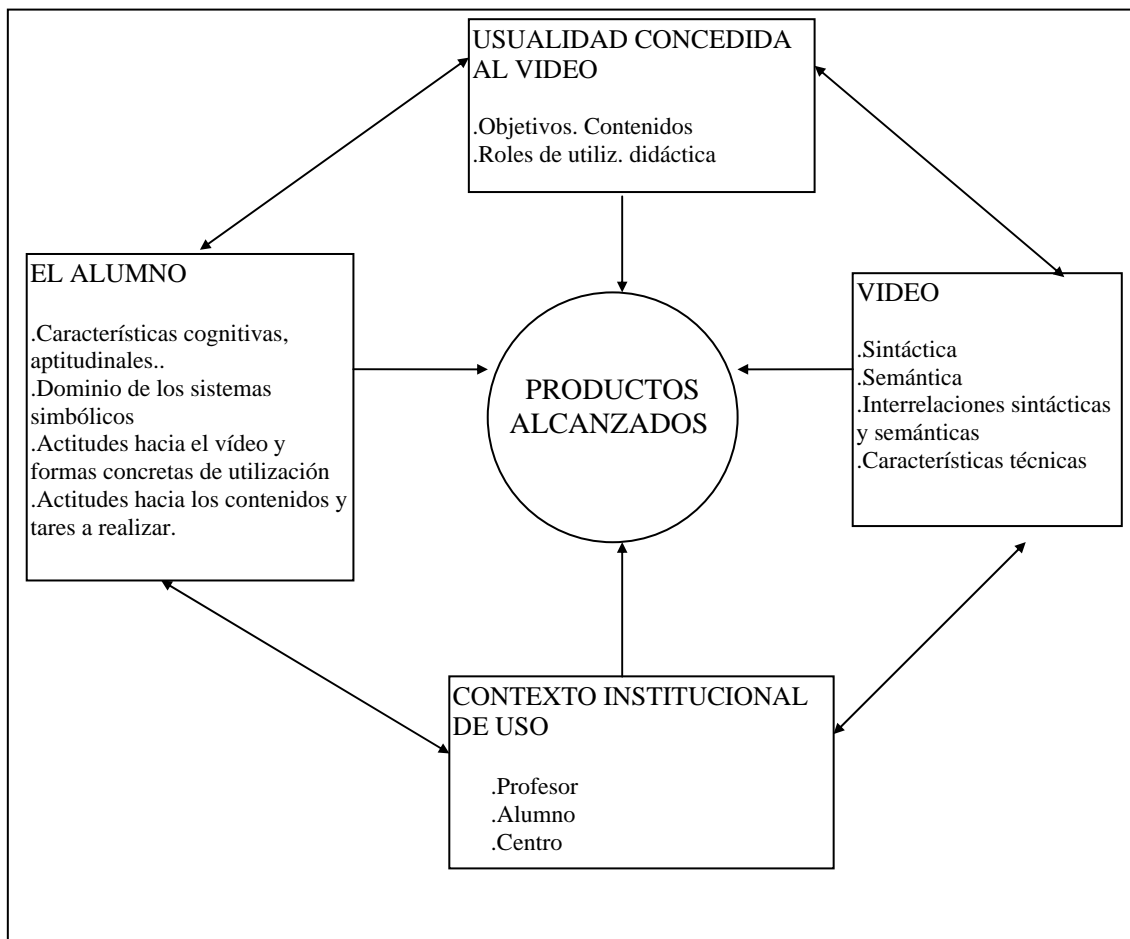 USUALIDAD CONCEDIDA
AL VIDEO
.Objetivos. Contenidos
.Roles de utiliz. didáctica
EL ALUMNO
.Características cognitivas,
aptitudinales..
.Dominio de los sistemas
simbólicos
.Actitudes hacia el vídeo y
formas concretas de utilización
.Actitudes hacia los contenidos y
tares a realizar.
PRODUCTOS
ALCANZADOS
VIDEO
.Sintáctica
.Semántica
.Interrelaciones sintácticas
y semánticas
.Características técnicas
CONTEXTO INSTITUCIONAL
DE USO
.Profesor
.Alumno
.Centro